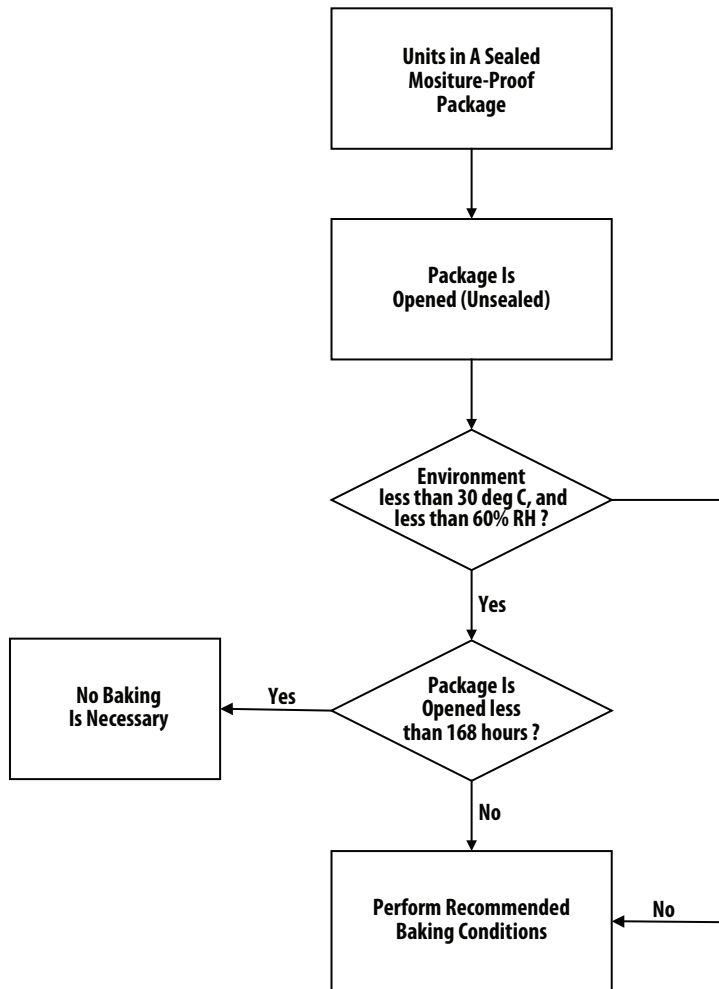 Units in A Sealed
Mositure-Proof
Package
Package Is
Opened (Unsealed)
Environment
less than 30 deg C, and
less than 60% RH ?
Yes
Package Is
Opened less
than 168 hours ?
Yes
No Baking
Is Necessary
No
Perform Recommended
Baking Conditions
No